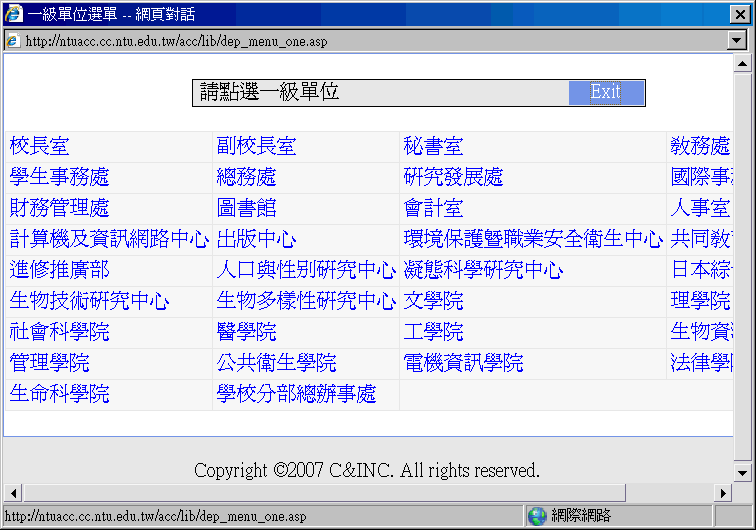 一級單位選單 -- 網頁對話
http://ntuacc.cc.ntu.edu.tw/acc/lib/dep_menu_one.asp
請點選一級單位 Exit
校長室 副校長室 秘書室 教務處
學生事務處 總務處 研究發展處 國際事
財務管理處 圖書館 會計室 人事室
計算機及資訊網路中心 出版中心 環境保護暨職業安全衛生中心 共同教
進修推廣部 人口與性別研究中心 凝態科學研究中心 日本綜
生物技術研究中心 生物多樣性研究中心 文學院 理學院
社會科學院 醫學院 工學院 生物資
管理學院 公共衛生學院 電機資訊學院 法律學
生命科學院 學校分部總辦事處
Copyright ©2007 C&INC. All rights reserved.
http://ntuacc.cc.ntu.edu.tw/acc/lib/dep_menu_one.asp 網際網路